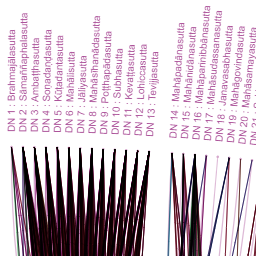 DN 1 : Brahmajālasutta
DN 2 : Sāmaññaphalasutta
DN 3 : Ambaṭṭhasutta
DN 4 : Soṇadaṇḍasutta
DN 5 : Kūṭadantasutta
DN 6 : Mahālisutta
DN 7 : Jāliyasutta
DN 8 : Mahāsīhanādasutta
DN 9 : Poṭṭhapādasutta
DN 10 : Subhasutta
DN 11 : Kevaṭṭasutta
DN 12 : Lohiccasutta
DN 13 : Tevijjasutta
DN 14 : Mahāpadānasutta
DN 15 : Mahānidānasutta
DN 16 : Mahāparinibbānasutta
DN 17 : Mahāsudassanasutta
DN 18 : Janavasabhasutta
DN 19 : Mahāgovindasutta
DN 20 : Mahāsamayasutta
DN 21 :